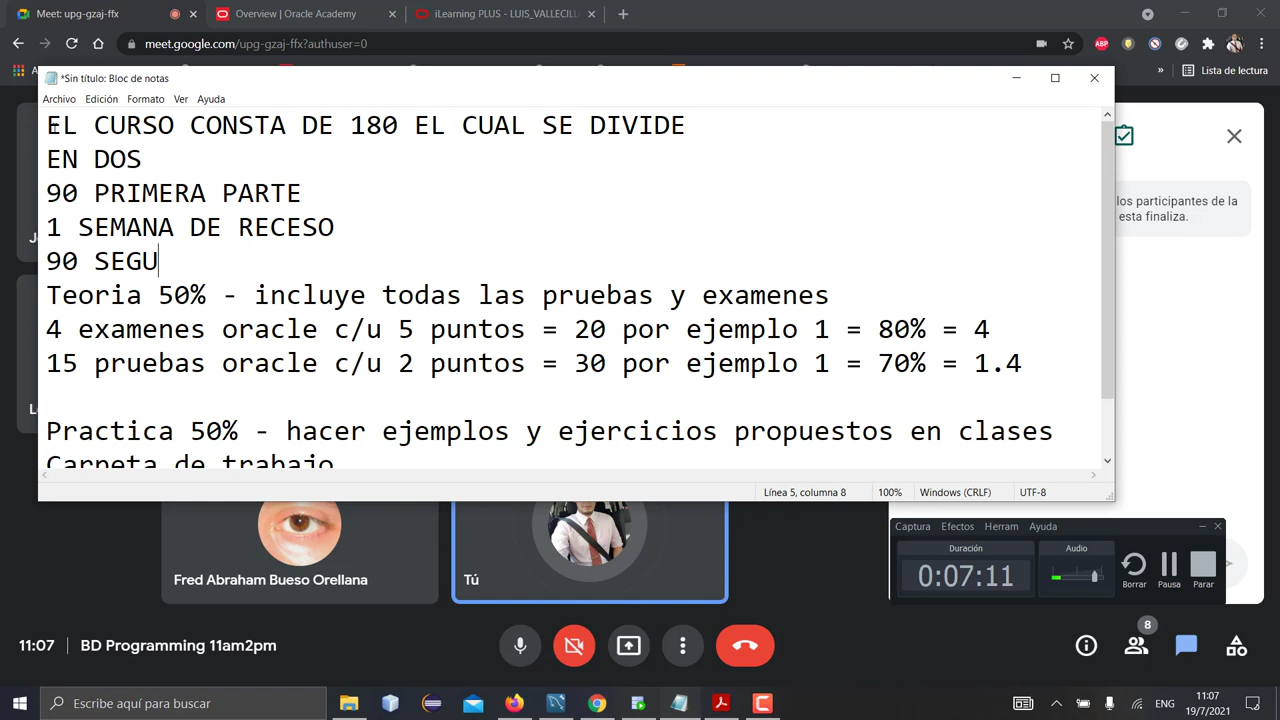 Meet: upg-gzaj-ffx
Overview | Oracle Academy
iLearning PLUS - LUIS_VALLECILL
meet.google.com/upg-gzaj-ffx?authuser=0
ABP
»
Lista de lectura
*Sin título: Bloc de notas
Archivo Edición Formato Ver Ayuda
EL CURSO CONSTA DE 180 EL CUAL SE DIVIDE
EN DOS
90 PRIMERA PARTE
1 SEMANA DE RECESO
90 SEGU
Teoria 50% - incluye todas las pruebas y examenes
4 examenes oracle c/u 5 puntos = 20 por ejemplo 1 = 80% = 4
15 pruebas oracle c/u 2 puntos = 30 por ejemplo 1 = 70% = 1.4
Practica 50% - hacer ejemplos y ejercicios propuestos en clases
Carpeta de trabajo
Línea 5, columna 8
100%
Windows (CRLF)
UTF-8
los participantes de la
esta finaliza.
Captura Efectos Herram Ayuda
Duración
0:07:11
Audio
Borrar
Pausa
Parar
Fred Abraham Bueso Orellana
Tú
11:07 | BD Programming 11am2pm
8
Escribe aquí para buscar
ENG
11:07
19/7/2021